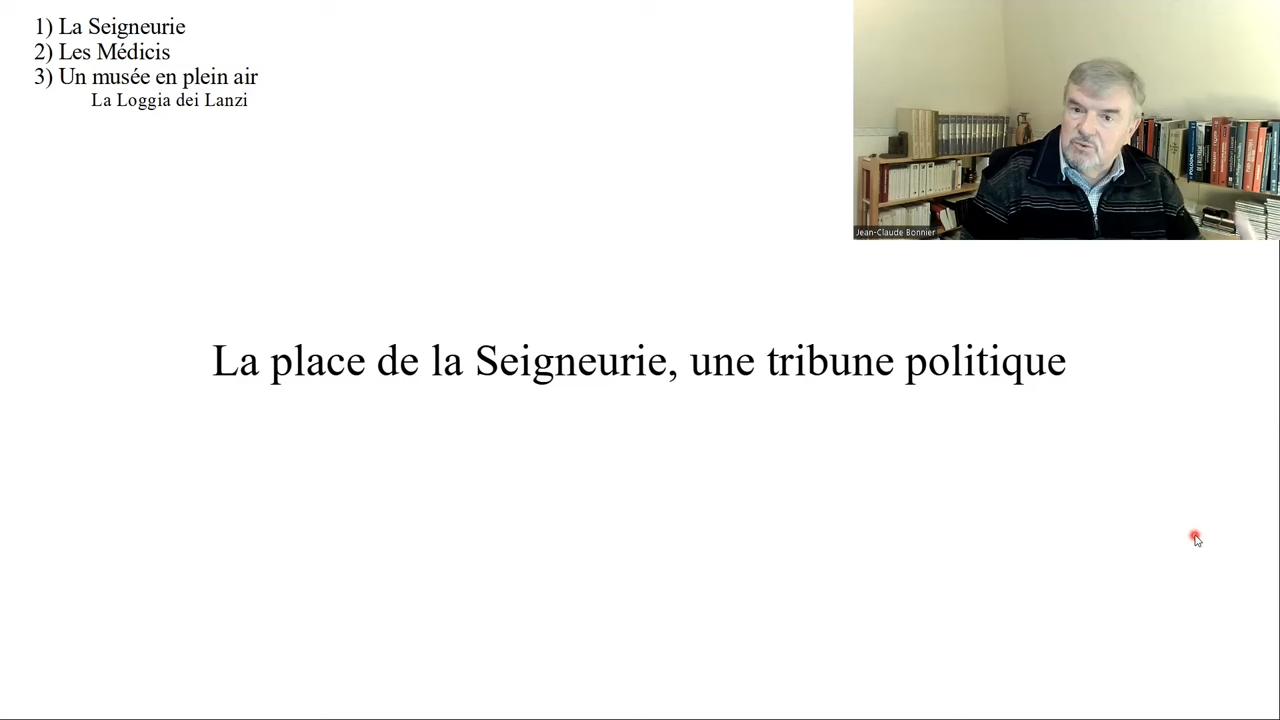 1) La Seigneurie
2) Les Médicis
3) Un musée en plein air
La Loggia dei Lanzi
Jean-Claude Bonnier
La place de la Seigneurie, une tribune politique